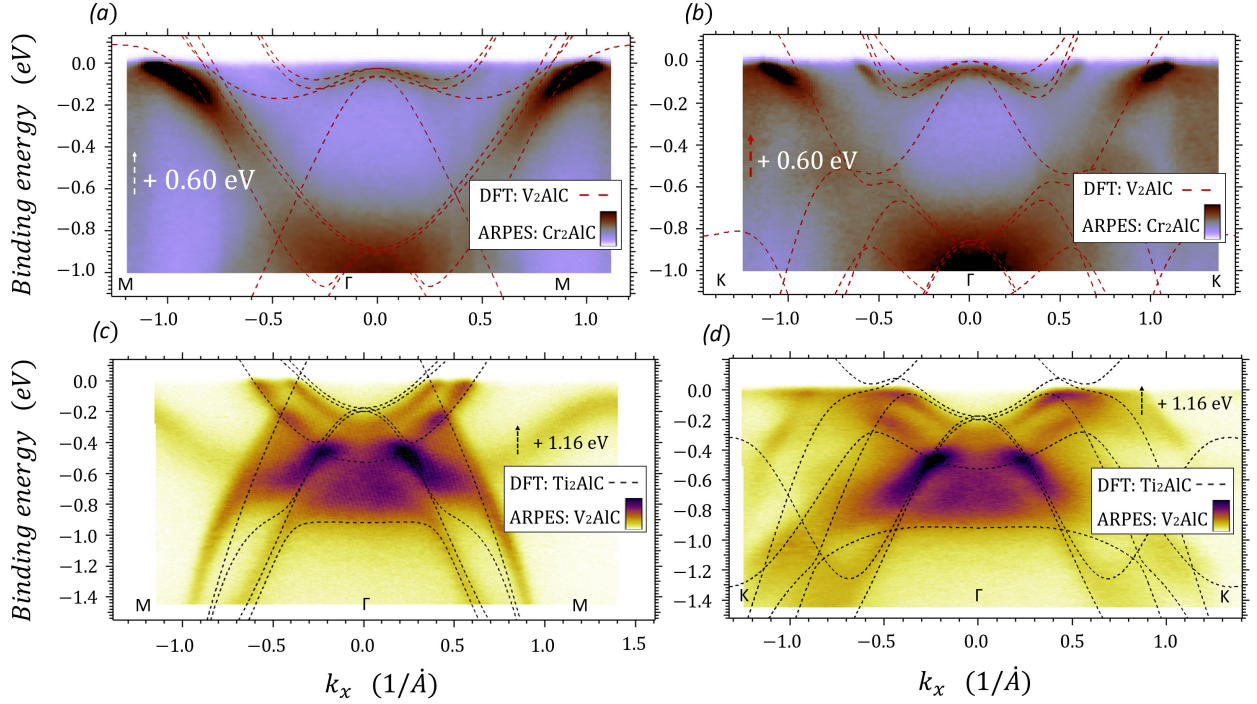 (a)
Binding energy (eV)
0.0
−0.2
−0.4
−0.6
−0.8
−1.0
+ 0.60 eV
DFT: V₂AlC
ARPES: Cr₂AlC
M Γ M
−1.0 −0.5 0.0 0.5 1.0
(b)
0.0
−0.2
−0.4
−0.6
−0.8
−1.0
+ 0.60 eV
DFT: V₂AlC
ARPES: Cr₂AlC
K Γ K
−1.0 −0.5 0.0 0.5 1.0
(c)
Binding energy (eV)
0.0
−0.2
−0.4
−0.6
−0.8
−1.0
−1.2
−1.4
+ 1.16 eV
DFT: Ti₂AlC
ARPES: V₂AlC
M Γ M
−1.0 −0.5 0.0 0.5 1.0 1.5
kₓ (1/Å)
(d)
0.0
−0.2
−0.4
−0.6
−0.8
−1.0
−1.2
−1.4
+ 1.16 eV
DFT: Ti₂AlC
ARPES: V₂AlC
K Γ K
−1.0 −0.5 0.0 0.5 1.0
kₓ (1/Å)